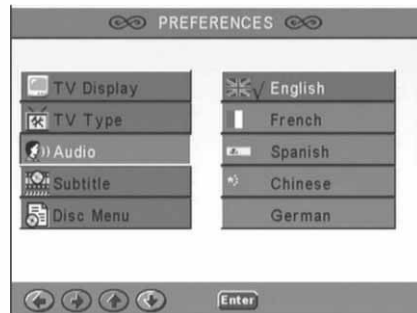 PREFERENCES
TV Display
TV Type
Audio
Subtitle
Disc Menu
English
French
Spanish
Chinese
German
Enter